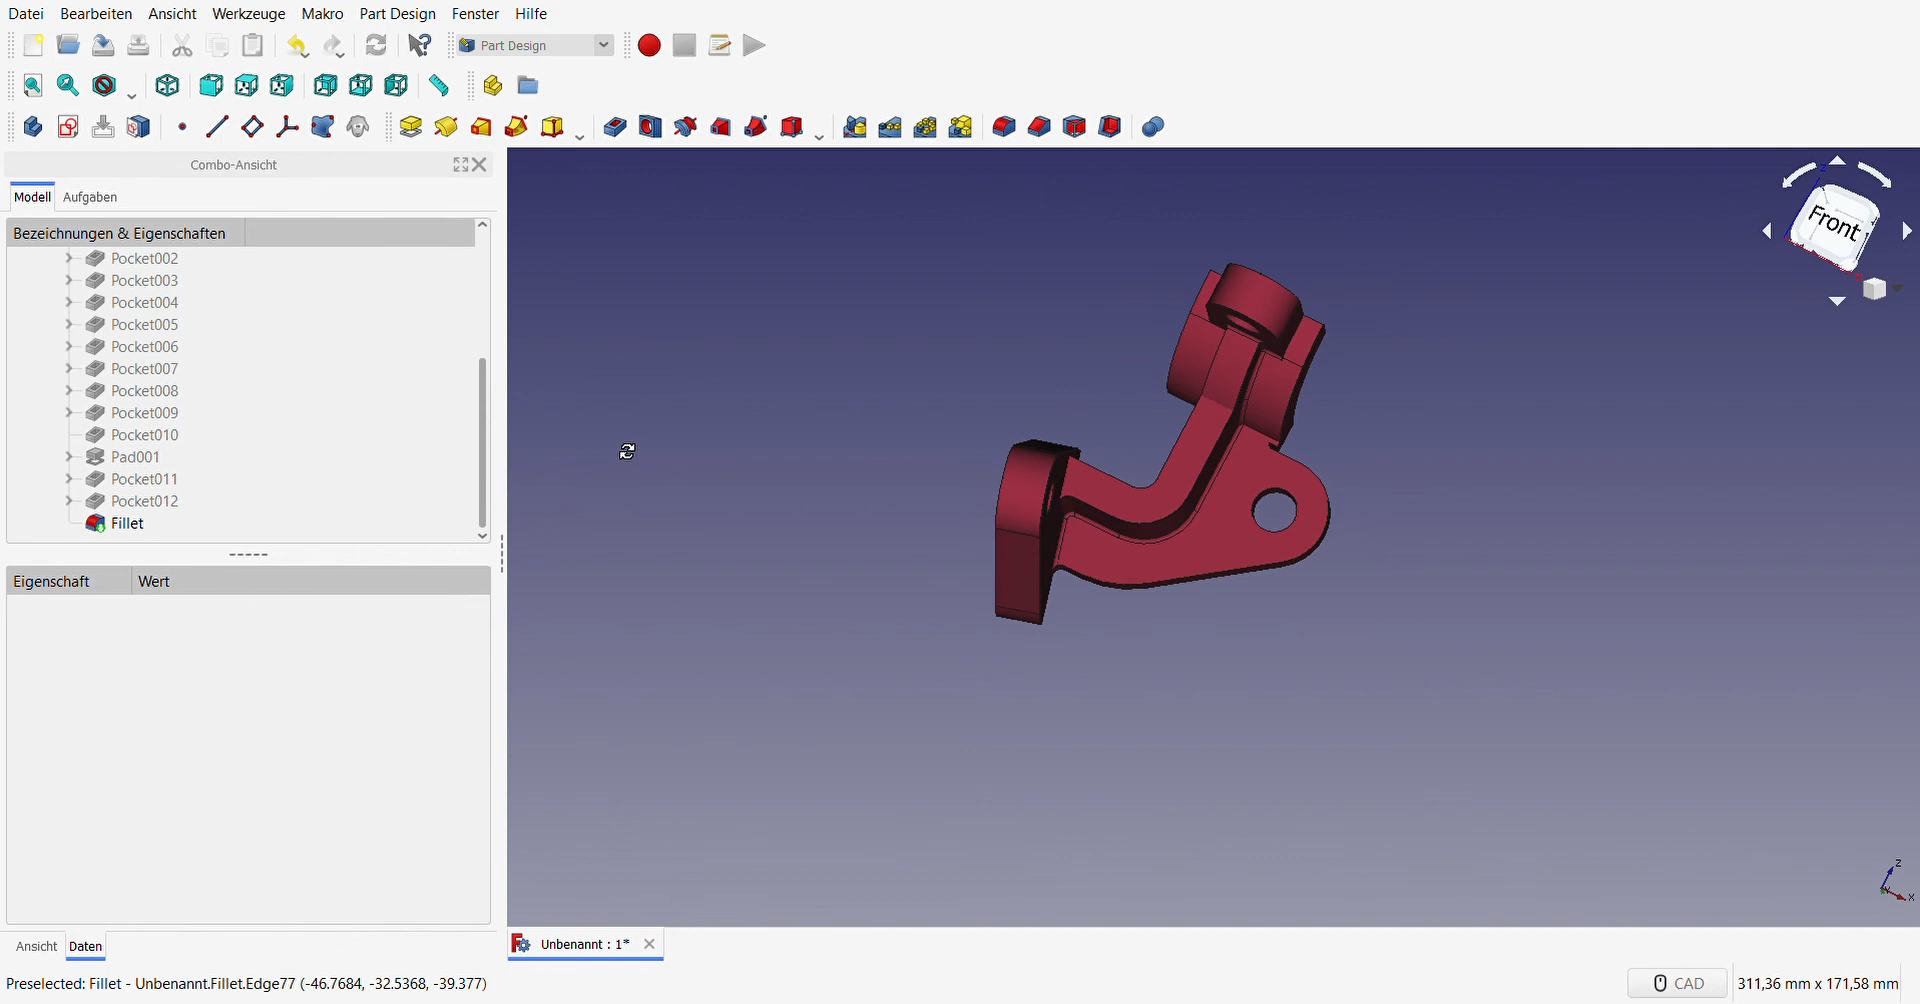 Datei Bearbeiten Ansicht Werkzeuge Makro Part Design Fenster Hilfe
Part Design
Combo-Ansicht
Modell Aufgaben
Bezeichnungen & Eigenschaften
Pocket002
Pocket003
Pocket004
Pocket005
Pocket006
Pocket007
Pocket008
Pocket009
Pocket010
Pad001
Pocket011
Pocket012
Fillet
Eigenschaft Wert
Front
Z
X
Z
X
Ansicht Daten
Unbenannt : 1*
Preselected: Fillet - Unbenannt.Fillet.Edge77 (-46.7684, -32.5368, -39.377)
CAD
311,36 mm x 171,58 mm